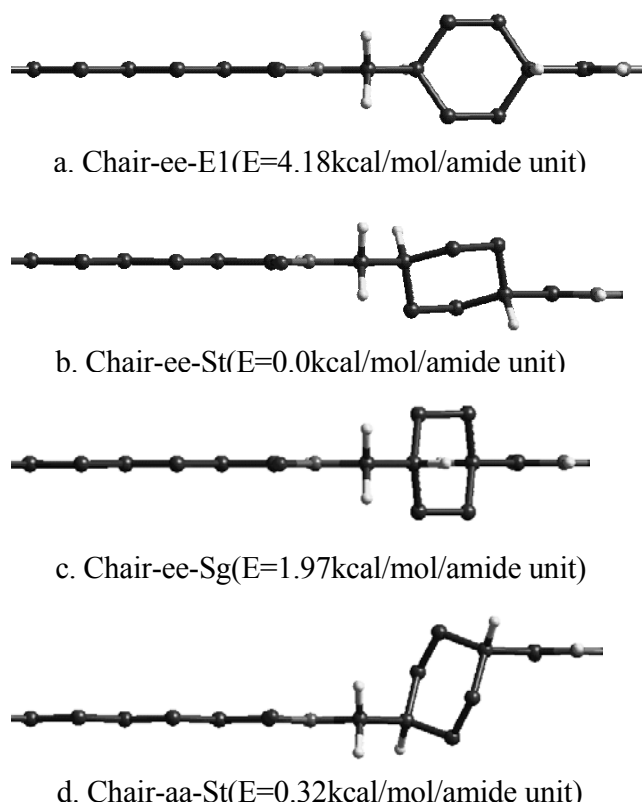 a. Chair-ee-E1(E=4.18kcal/mol/amide unit)
b. Chair-ee-St(E=0.0kcal/mol/amide unit)
c. Chair-ee-Sg(E=1.97kcal/mol/amide unit)
d. Chair-aa-St(E=0.32kcal/mol/amide unit)